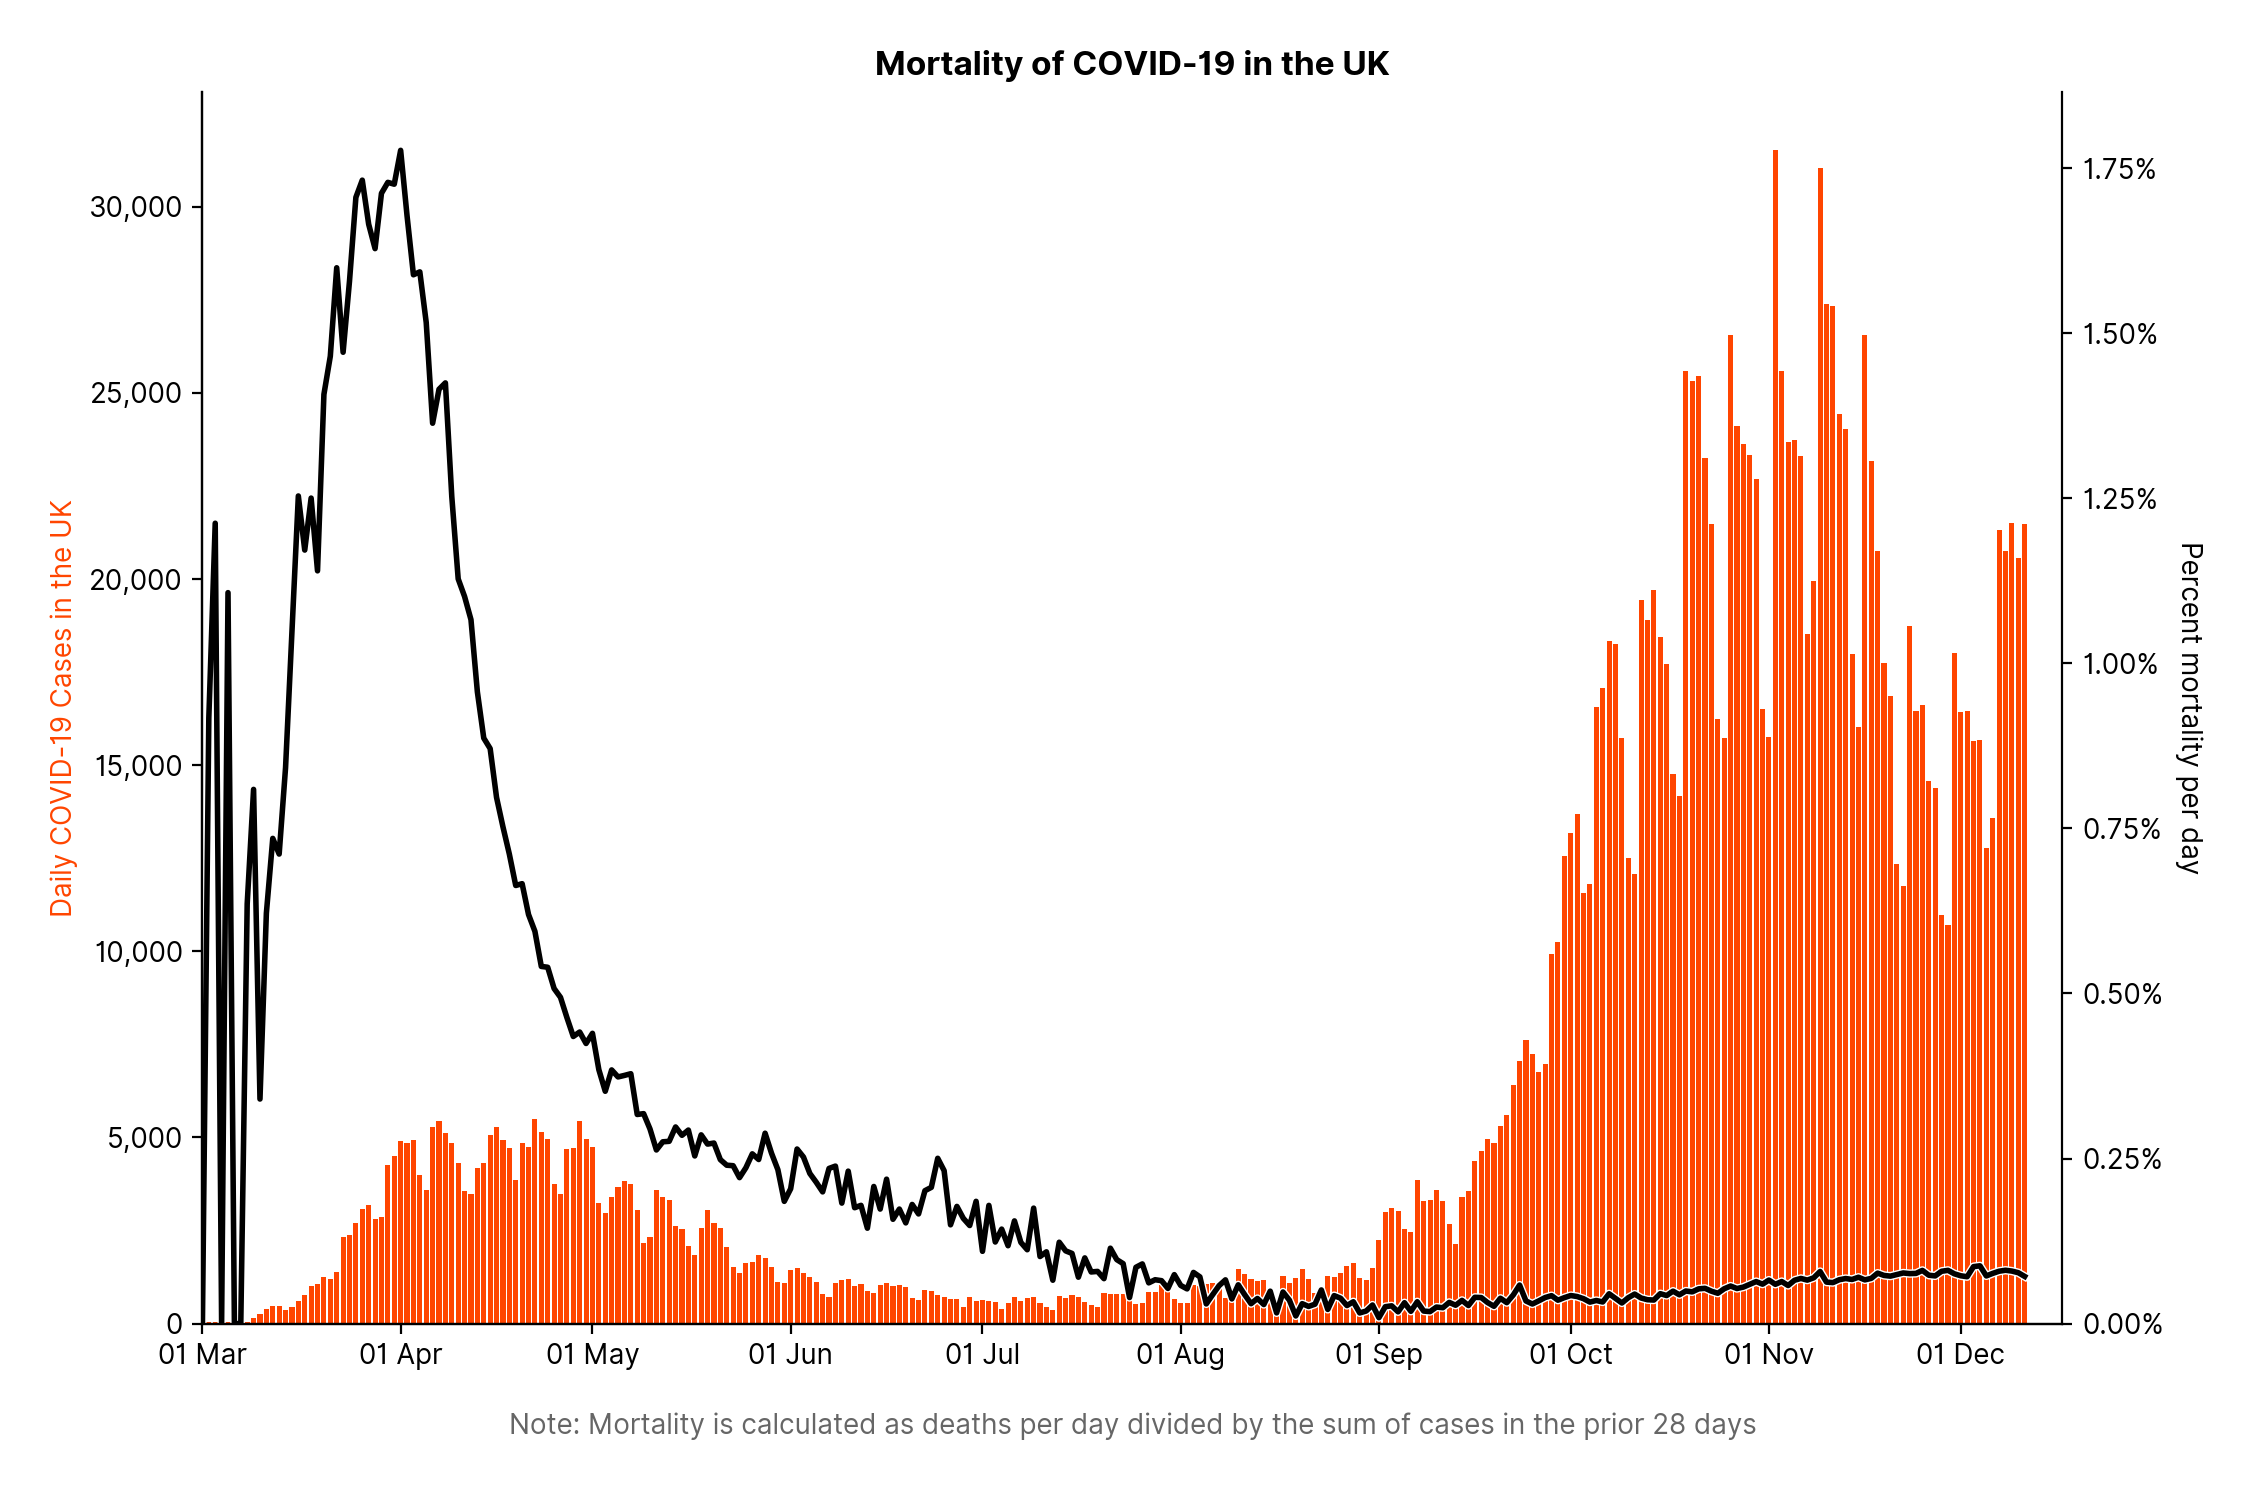 Mortality of COVID-19 in the UK
Daily COVID-19 Cases in the UK
30,000
25,000
20,000
15,000
10,000
5,000
0
1.75%
1.50%
1.25%
1.00%
0.75%
0.50%
0.25%
0.00%
Percent mortality per day
01 Mar
01 Apr
01 May
01 Jun
01 Jul
01 Aug
01 Sep
01 Oct
01 Nov
01 Dec
Note: Mortality is calculated as deaths per day divided by the sum of cases in the prior 28 days